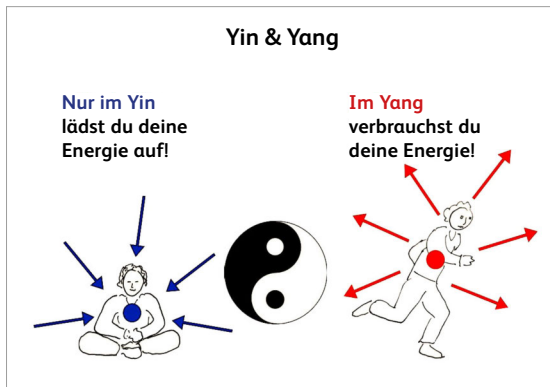 Yin & Yang
Nur im Yin
lädst du deine
Energie auf!
Im Yang
verbrauchst du
deine Energie!